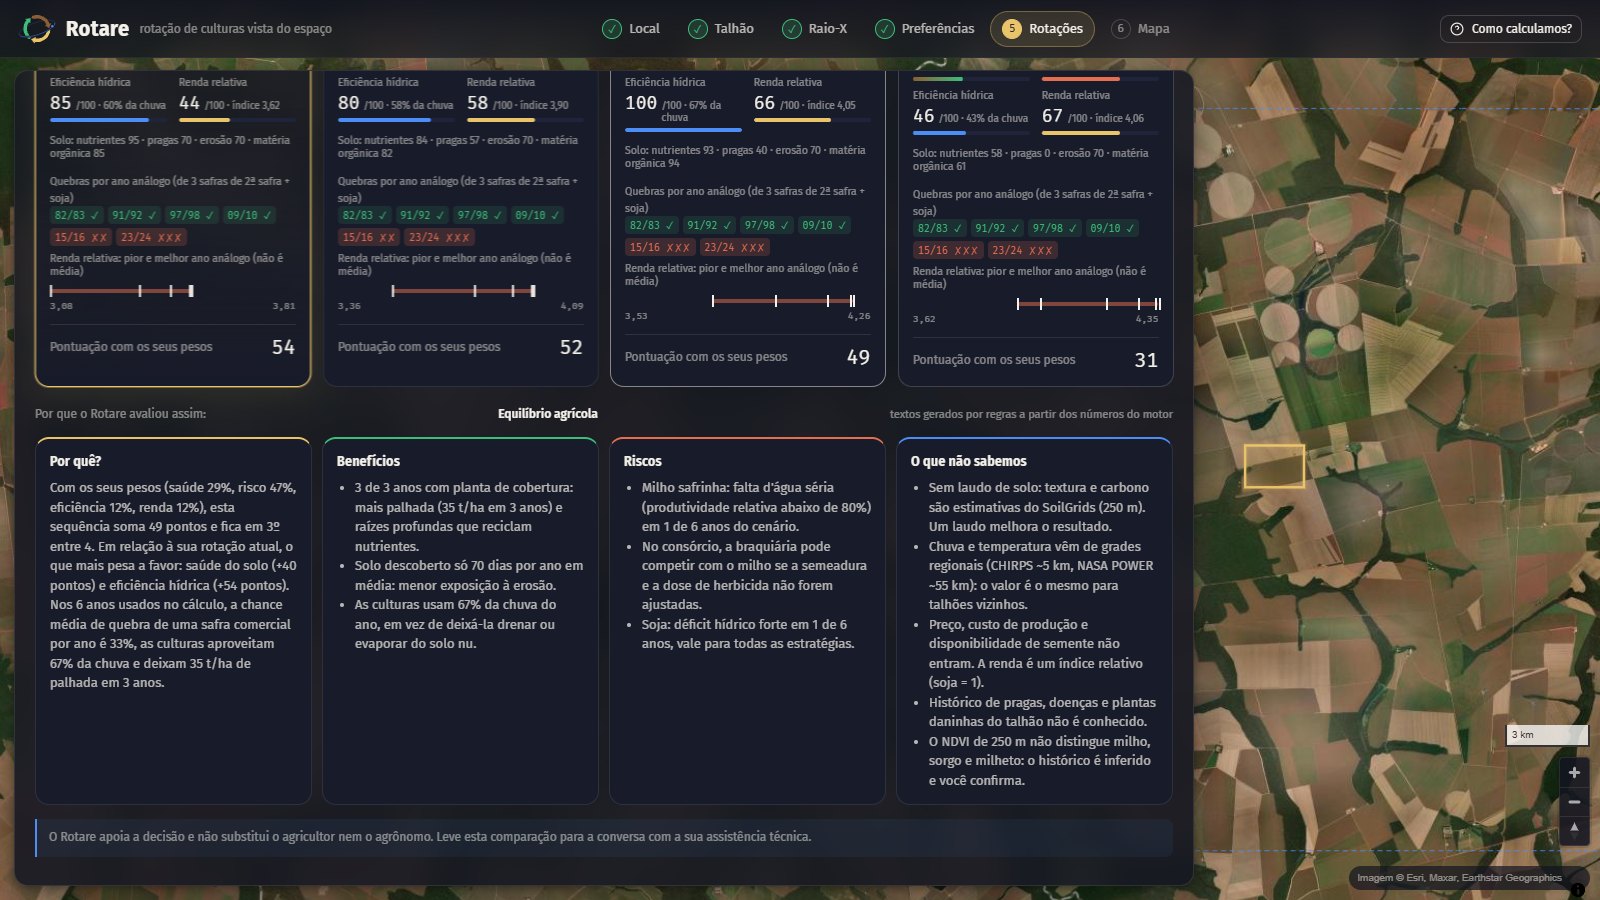 Rotare rotação de culturas vista do espaço
✓ Local ✓ Talhão ✓ Raio-X ✓ Preferências 5 Rotações 6 Mapa
Como calculamos?
Eficiência hídrica Renda relativa
85 /100 · 60% da chuva 44 /100 · índice 3,62
Solo: nutrientes 95 · pragas 70 · erosão 70 · matéria
orgânica 85
Quebras por ano análogo (de 3 safras de 2ª safra +
soja)
82/83 ✓ 91/92 ✓ 97/98 ✓ 09/10 ✓
15/16 ✗✗ 23/24 ✗✗✗
Renda relativa: pior e melhor ano análogo (não é
média)
3,08 3,81
Pontuação com os seus pesos 54
Eficiência hídrica Renda relativa
80 /100 · 58% da chuva 58 /100 · índice 3,90
Solo: nutrientes 84 · pragas 57 · erosão 70 · matéria
orgânica 82
Quebras por ano análogo (de 3 safras de 2ª safra +
soja)
82/83 ✓ 91/92 ✓ 97/98 ✓ 09/10 ✓
15/16 ✗✗ 23/24 ✗✗✗
Renda relativa: pior e melhor ano análogo (não é
média)
3,36 4,09
Pontuação com os seus pesos 52
Eficiência hídrica Renda relativa
100 /100 · 67% da
chuva
66 /100 · índice 4,05
Solo: nutrientes 93 · pragas 40 · erosão 70 · matéria
orgânica 94
Quebras por ano análogo (de 3 safras de 2ª safra +
soja)
82/83 ✓ 91/92 ✓ 97/98 ✓ 09/10 ✓
15/16 ✗✗✗ 23/24 ✗✗✗
Renda relativa: pior e melhor ano análogo (não é
média)
3,53 4,26
Pontuação com os seus pesos 49
Eficiência hídrica Renda relativa
46 /100 · 43% da chuva 67 /100 · índice 4,06
Solo: nutrientes 58 · pragas 0 · erosão 70 · matéria
orgânica 61
Quebras por ano análogo (de 3 safras de 2ª safra +
soja)
82/83 ✓ 91/92 ✓ 97/98 ✓ 09/10 ✓
15/16 ✗✗✗ 23/24 ✗✗✗
Renda relativa: pior e melhor ano análogo (não é
média)
3,62 4,35
Pontuação com os seus pesos 31
Por que o Rotare avaliou assim: Equilíbrio agrícola textos gerados por regras a partir dos números do motor
Por quê?
Com os seus pesos (saúde 29%, risco 47%,
eficiência 12%, renda 12%), esta
sequência soma 49 pontos e fica em 3º
entre 4. Em relação à sua rotação atual, o
que mais pesa a favor: saúde do solo (+40
pontos) e eficiência hídrica (+54 pontos).
Nos 6 anos usados no cálculo, a chance
média de quebra de uma safra comercial
por ano é 33%, as culturas aproveitam
67% da chuva e deixam 35 t/ha de
palhada em 3 anos.
Benefícios
• 3 de 3 anos com planta de cobertura:
mais palhada (35 t/ha em 3 anos) e
raízes profundas que reciclam
nutrientes.
• Solo descoberto só 70 dias por ano em
média: menor exposição à erosão.
• As culturas usam 67% da chuva do
ano, em vez de deixá-la drenar ou
evaporar do solo nu.
Riscos
• Milho safrinha: falta d'água séria
(produtividade relativa abaixo de 80%)
em 1 de 6 anos do cenário.
• No consórcio, a braquiária pode
competir com o milho se a semeadura
e a dose de herbicida não forem
ajustadas.
• Soja: déficit hídrico forte em 1 de 6
anos, vale para todas as estratégias.
O que não sabemos
• Sem laudo de solo: textura e carbono
são estimativas do SoilGrids (250 m).
Um laudo melhora o resultado.
• Chuva e temperatura vêm de grades
regionais (CHIRPS ~5 km, NASA POWER
~55 km): o valor é o mesmo para
talhões vizinhos.
• Preço, custo de produção e
disponibilidade de semente não
entram. A renda é um índice relativo
(soja = 1).
• Histórico de pragas, doenças e plantas
daninhas do talhão não é conhecido.
• O NDVI de 250 m não distingue milho,
sorgo e milheto: o histórico é inferido
e você confirma.
O Rotare apoia a decisão e não substitui o agricultor nem o agrônomo. Leve esta comparação para a conversa com a sua assistência técnica.
3 km
Imagem © Esri, Maxar, Earthstar Geographics